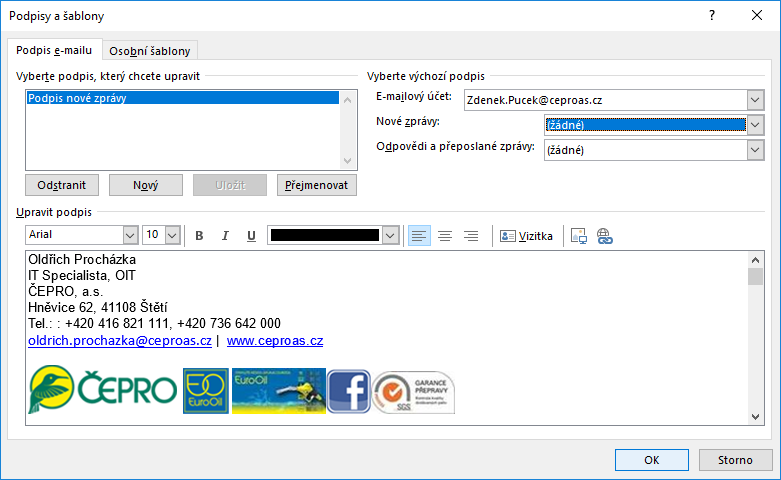 Podpisy a šablony
Podpis e-mailu
Osobní šablony
Vyberte podpis, který chcete upravit
Podpis nové zprávy
Odstranit
Nový
Uložit
Přejmenovat
Vyberte výchozí podpis
E-mailový účet:
Zdenek.Pucek@ceproas.cz
Nové zprávy:
(žádné)
Odpovědi a přeposlané zprávy:
(žádné)
Upravit podpis
Arial
10
B
I
U
Vizitka
Oldřich Procházka
IT Specialista, OIT
ČEPRO, a.s.
Hněvice 62, 41108 Štětí
Tel.: : +420 416 821 111, +420 736 642 000
oldrich.prochazka@ceproas.cz | www.ceproas.cz
ČEPRO
EuroOil
EuroOil
f
GARANCE
PŘEPRAVY
SGS
OK
Storno